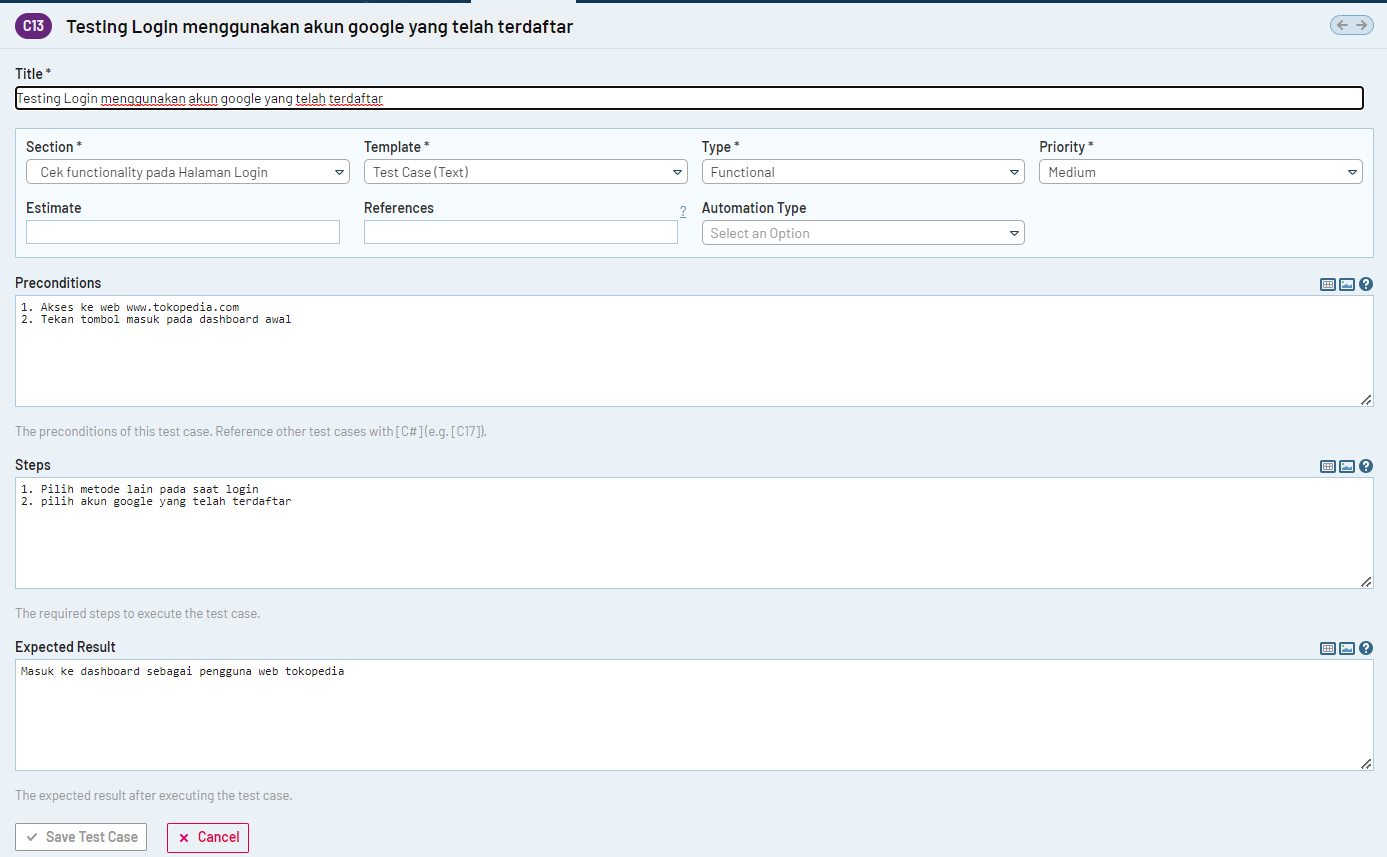 C13 Testing Login menggunakan akun google yang telah terdaftar
Title *
Testing Login menggunakan akun google yang telah terdaftar
Section * Template * Type * Priority *
Cek functionality pada Halaman Login Test Case (Text) Functional Medium
Estimate References ? Automation Type
Select an Option
Preconditions
1. Akses ke web www.tokopedia.com
2. Tekan tombol masuk pada dashboard awal
The preconditions of this test case. Reference other test cases with [C#] (e.g. [C17]).
Steps
1. Pilih metode lain pada saat login
2. pilih akun google yang telah terdaftar
The required steps to execute the test case.
Expected Result
Masuk ke dashboard sebagai pengguna web tokopedia
The expected result after executing the test case.
Save Test Case Cancel